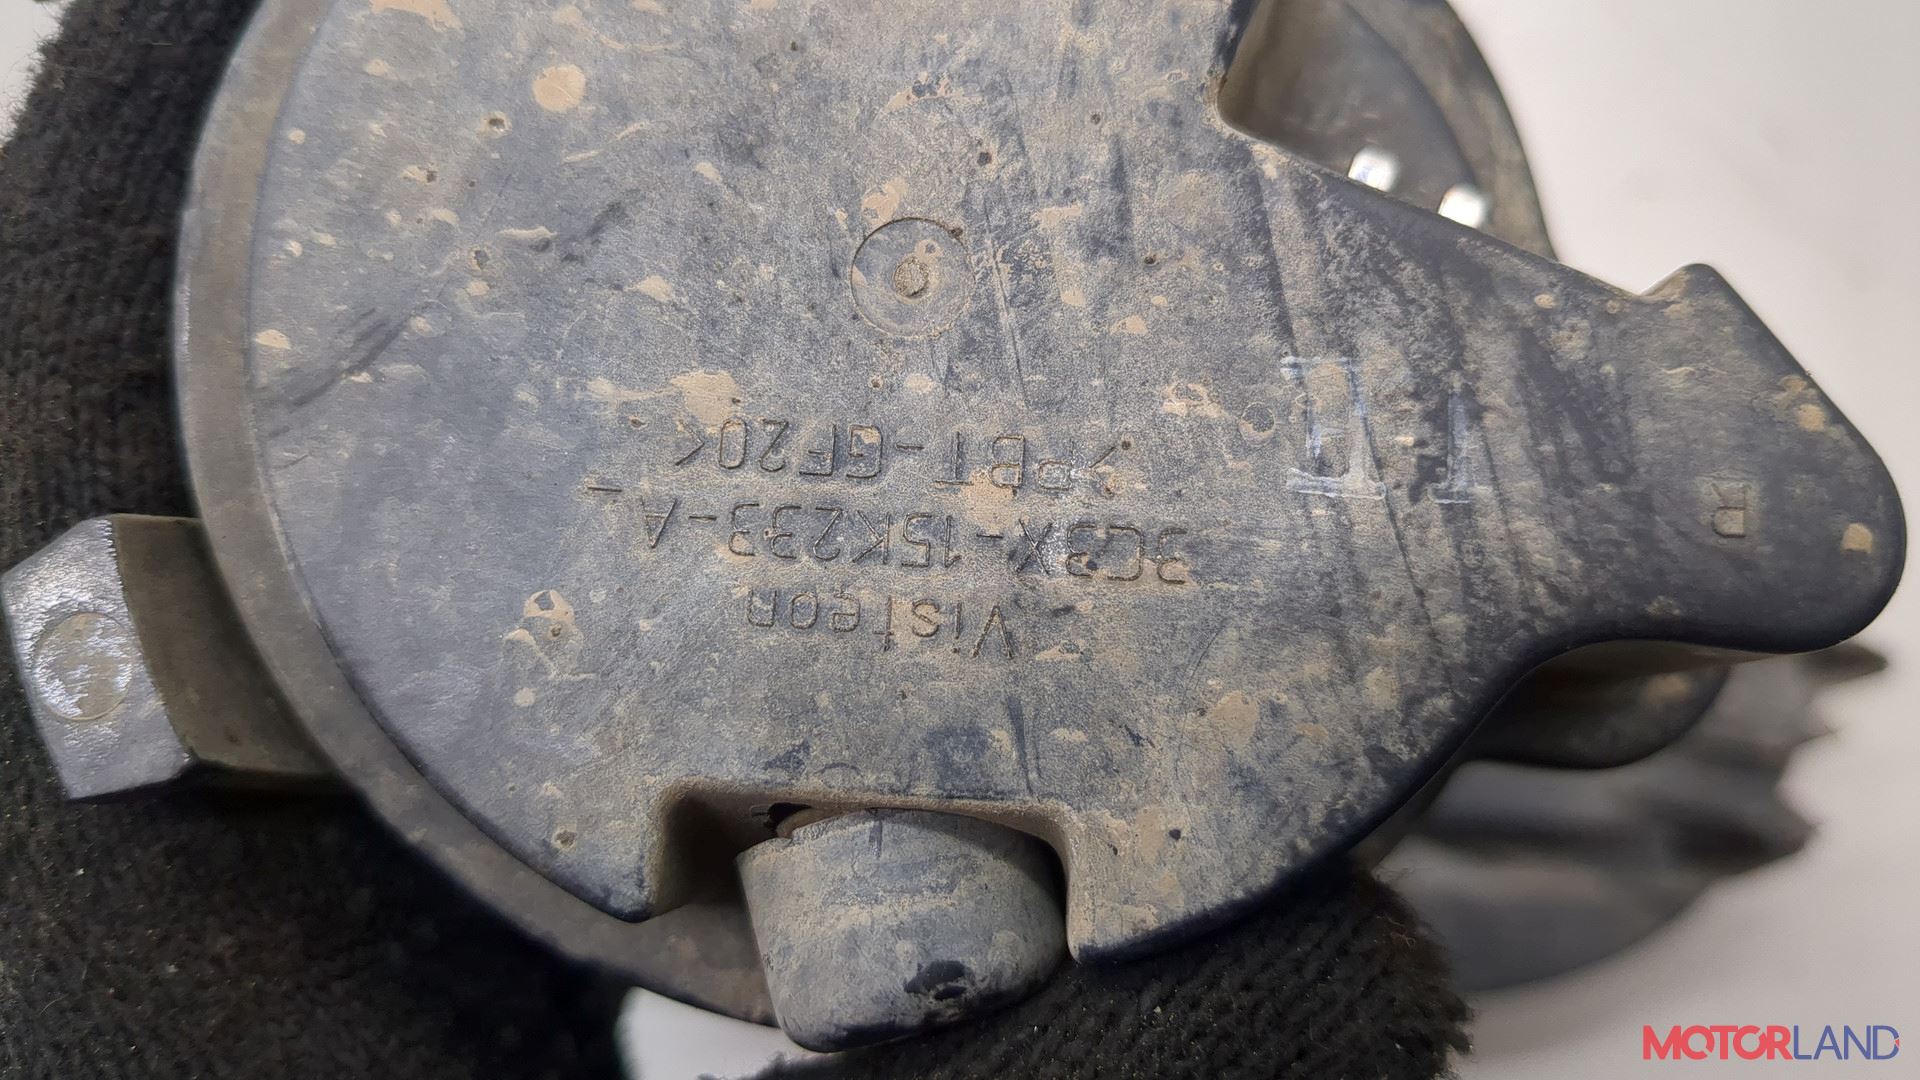 Visteon
3C3X-15K233-A
>PBT-GF20<
R
MOTORLAND